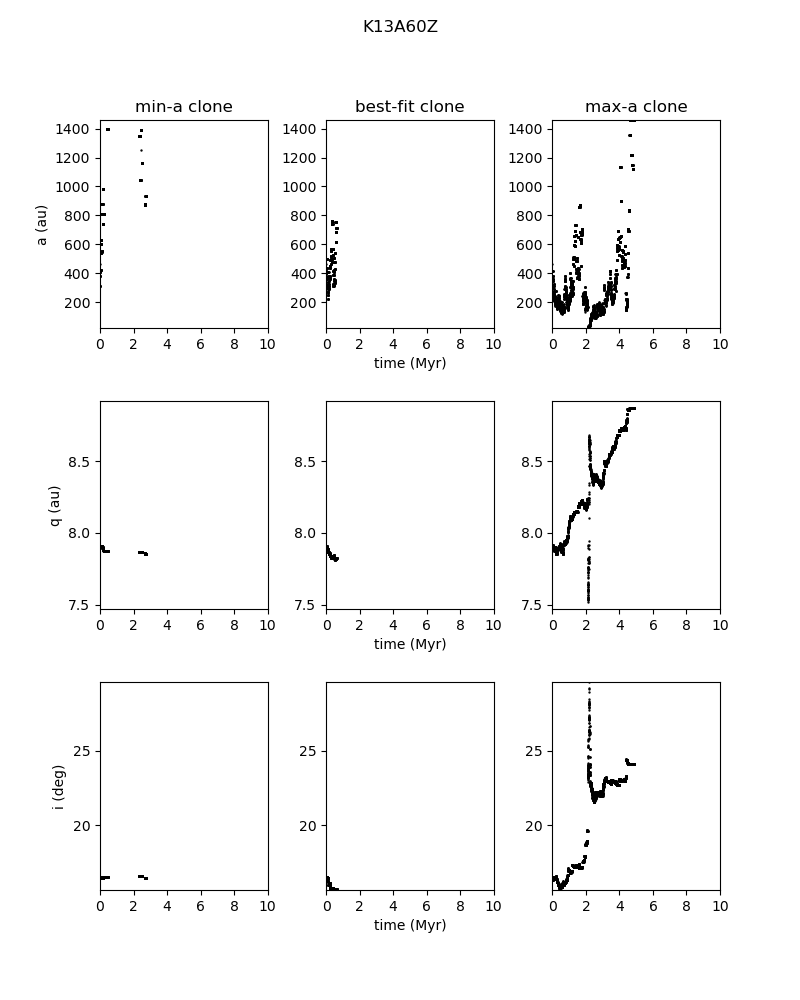 K13A60Z
min-a clone best-fit clone max-a clone
1400 1400 1400
1200 1200 1200
1000 1000 1000
800 800 800
a (au)
600 600 600
400 400 400
200 200 200
0 2 4 6 8 10 0 2 4 6 8 10 0 2 4 6 8 10
time (Myr)
8.5 8.5 8.5
q (au)
8.0 8.0 8.0
7.5 7.5 7.5
0 2 4 6 8 10 0 2 4 6 8 10 0 2 4 6 8 10
time (Myr)
25 25 25
i (deg)
20 20 20
0 2 4 6 8 10 0 2 4 6 8 10 0 2 4 6 8 10
time (Myr)